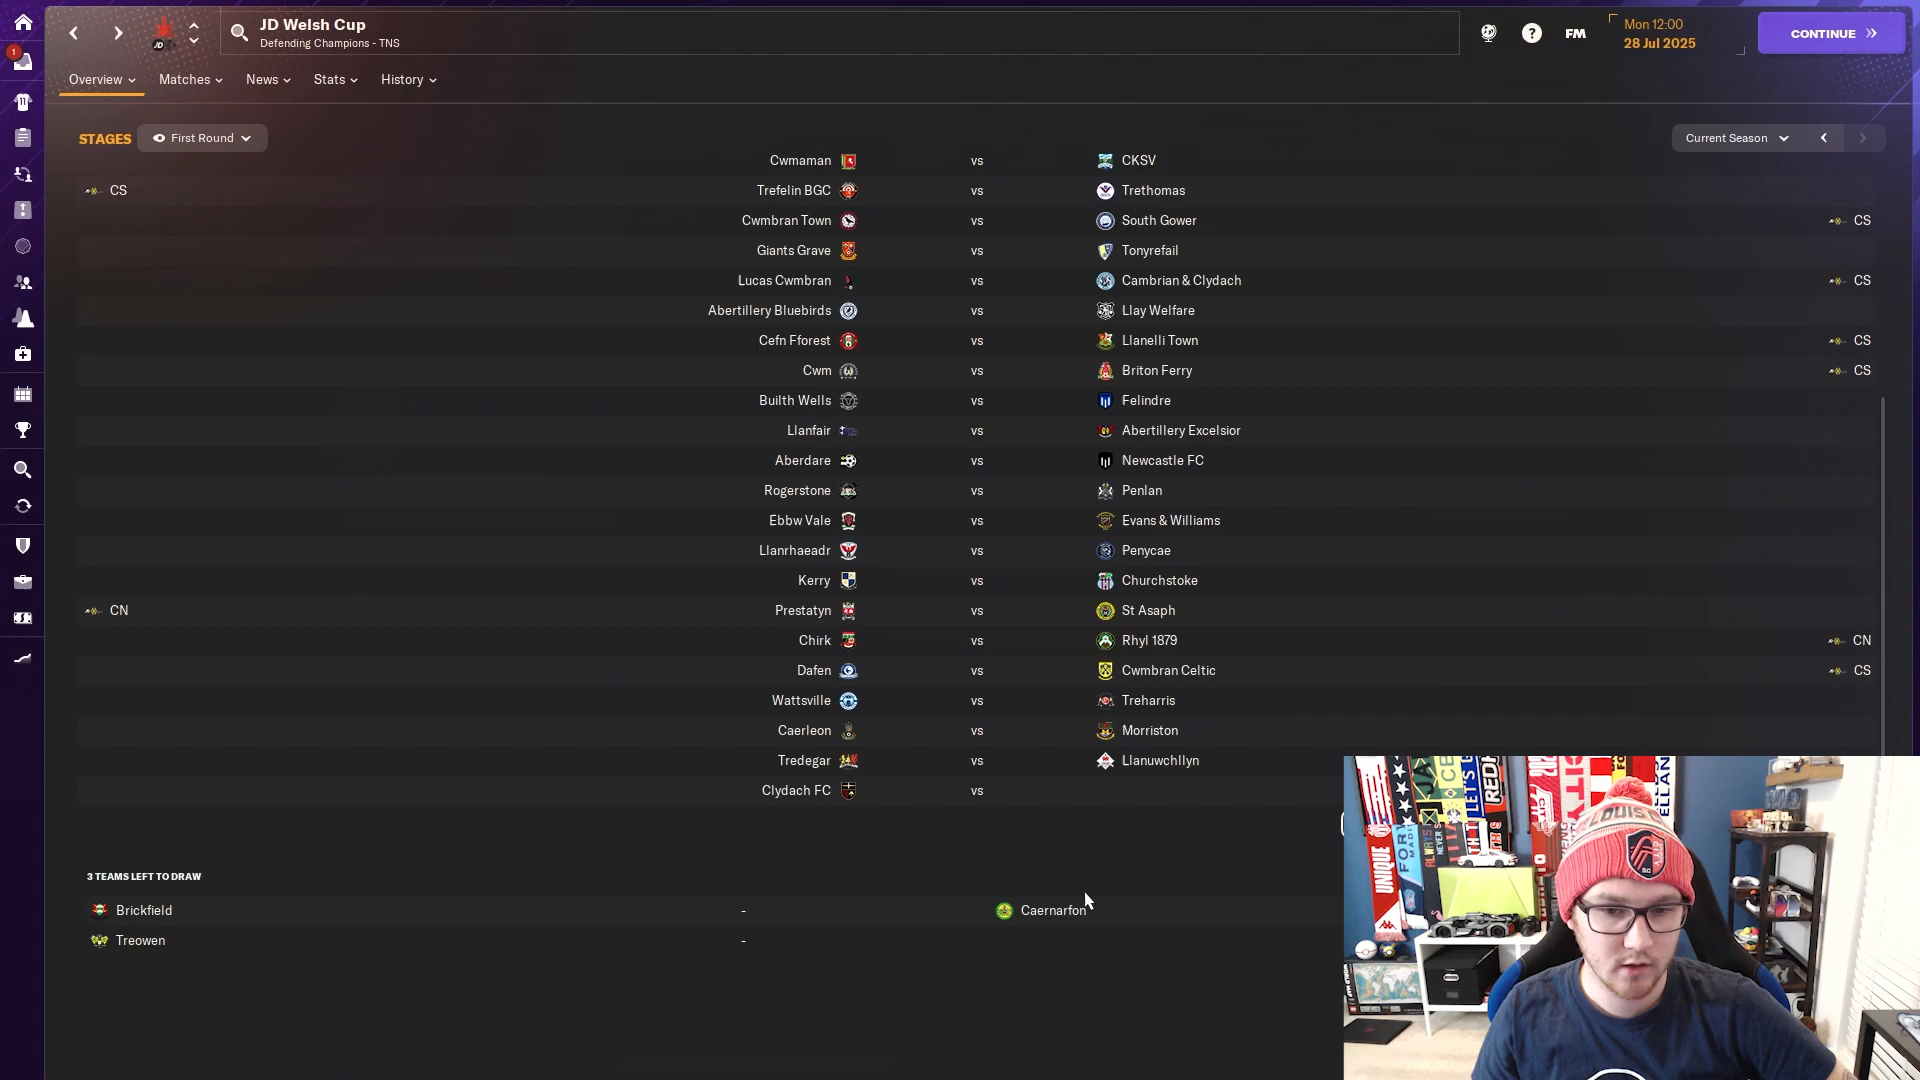 JD Welsh Cup
Defending Champions - TNS
FM
Mon 12:00
28 Jul 2025
CONTINUE
1
Overview
Matches
News
Stats
History
STAGES
First Round
Current Season
Cwmaman vs CKSV
CS Trefelin BGC vs Trethomas
Cwmbran Town vs South Gower CS
Giants Grave vs Tonyrefail
Lucas Cwmbran vs Cambrian & Clydach CS
Abertillery Bluebirds vs Llay Welfare
Cefn Fforest vs Llanelli Town CS
Cwm vs Briton Ferry CS
Builth Wells vs Felindre
Llanfair vs Abertillery Excelsior
Aberdare vs Newcastle FC
Rogerstone vs Penlan
Ebbw Vale vs Evans & Williams
Llanrhaeadr vs Penycae
Kerry vs Churchstoke
CN Prestatyn vs St Asaph
Chirk vs Rhyl 1879 CN
Dafen vs Cwmbran Celtic CS
Wattsville vs Treharris
Caerleon vs Morriston
Tredegar vs Llanuwchllyn
Clydach FC vs
3 TEAMS LEFT TO DRAW
Brickfield - Caernarfon
Treowen -
UNIQUE
CITY
LOUIS